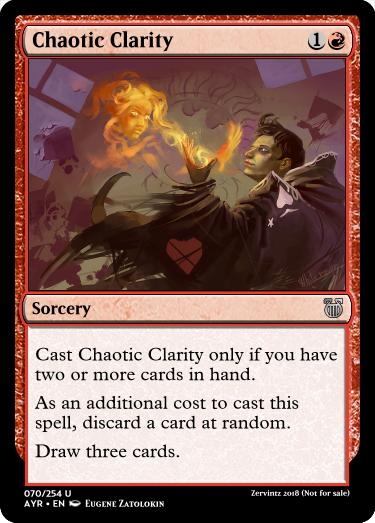 Chaotic Clarity 1
Sorcery
Cast Chaotic Clarity only if you have
two or more cards in hand.
As an additional cost to cast this
spell, discard a card at random.
Draw three cards.
070/254 U
Zervintz 2018 (Not for sale)
AYR • EN Eugene Zatolokin